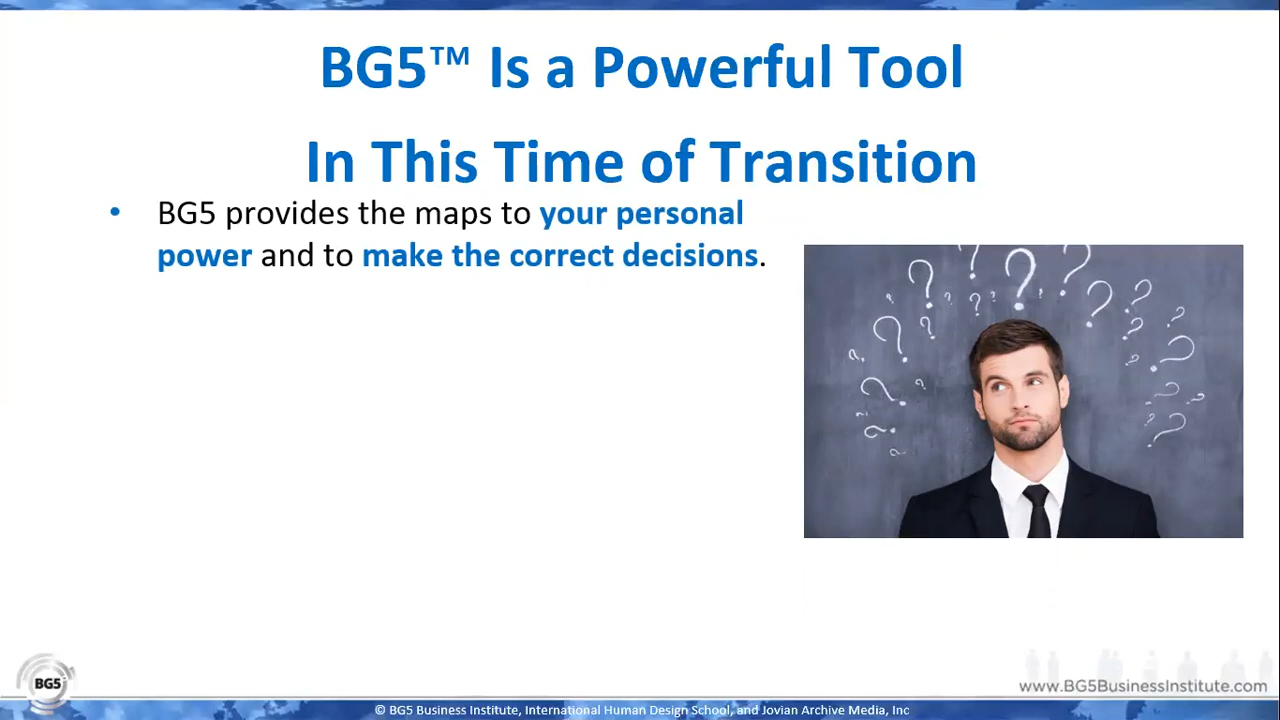 BG5™ Is a Powerful Tool
In This Time of Transition
• BG5 provides the maps to your personal
power and to make the correct decisions.
? ? ? ? ? ? ? ? ? ? ? ? ? ? ? ? ? ? ? ? ? ? ? ?
BG5
www.BG5BusinessInstitute.com
© BG5 Business Institute, International Human Design School, and Jovian Archive Media, Inc